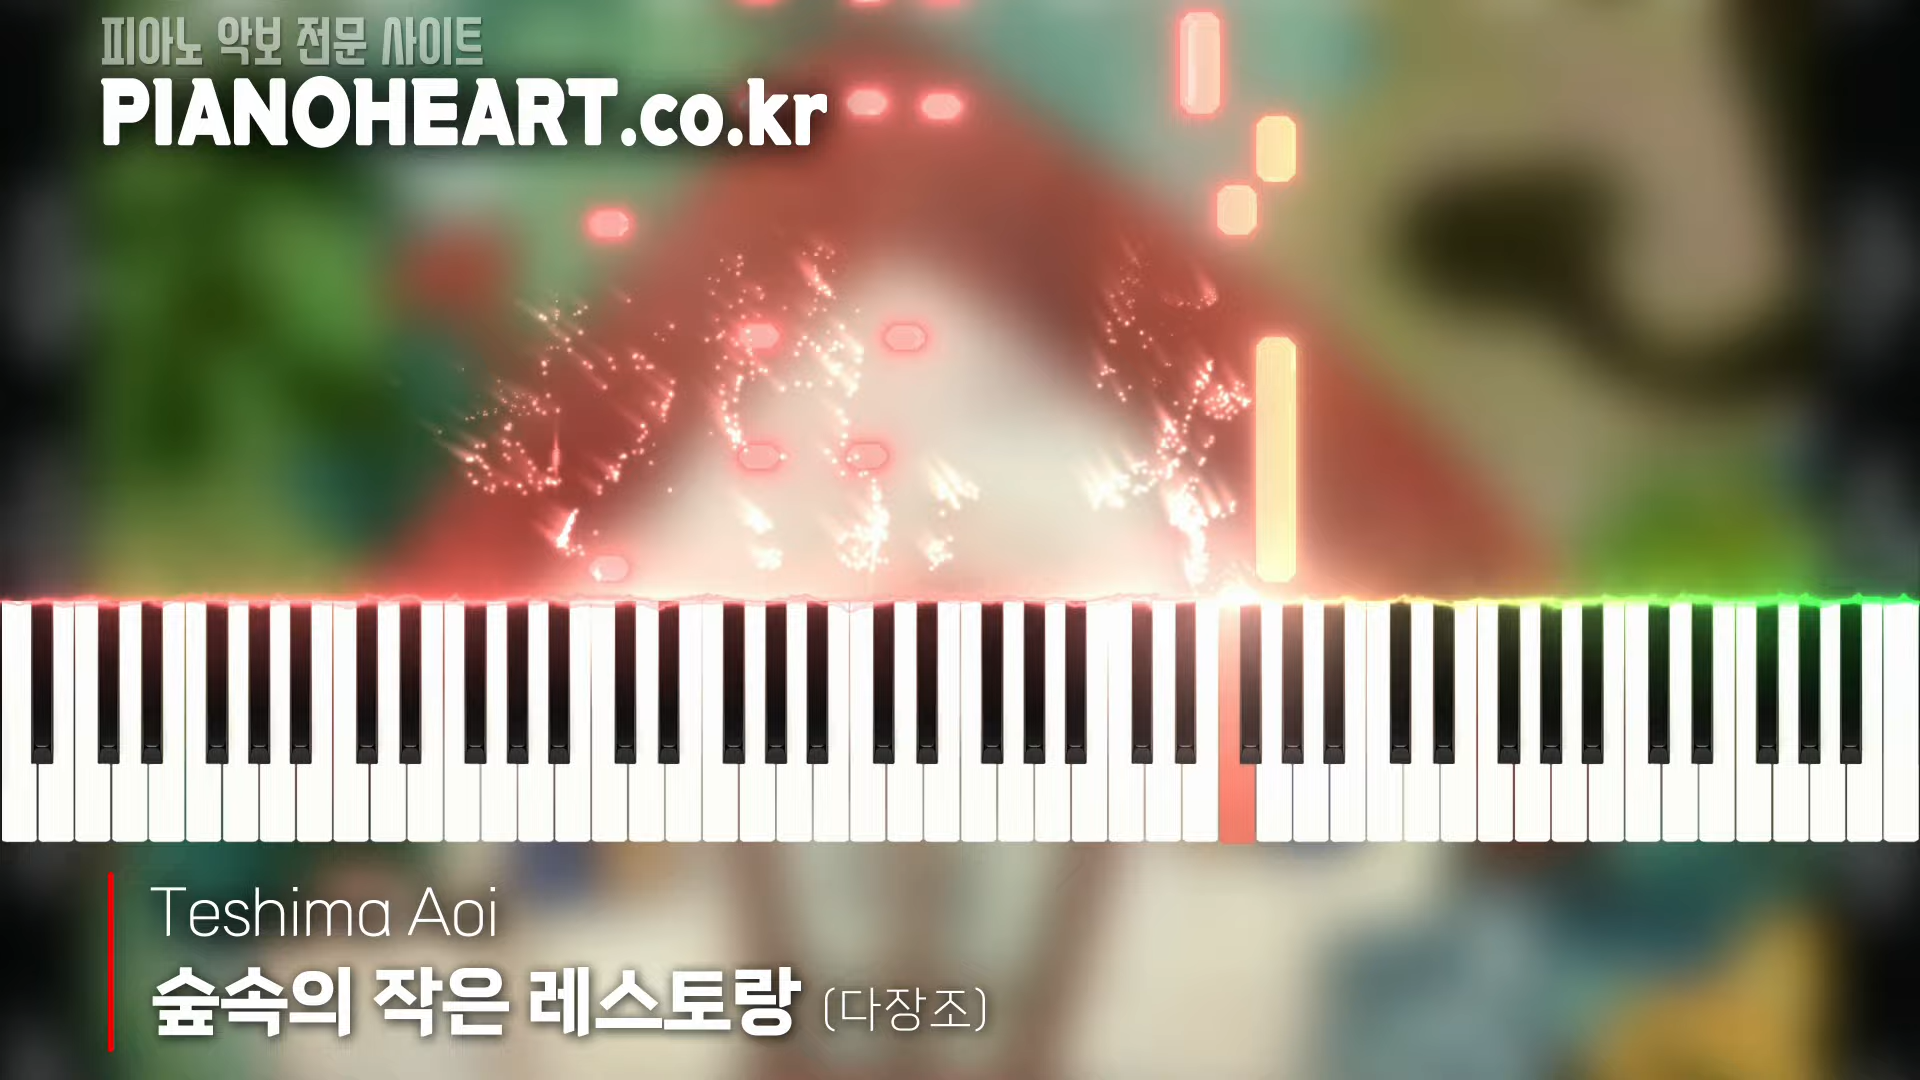 피아노 악보 전문 사이트
PIANOHEART.co.kr
Teshima Aoi
숲속의 작은 레스토랑 (다장조)